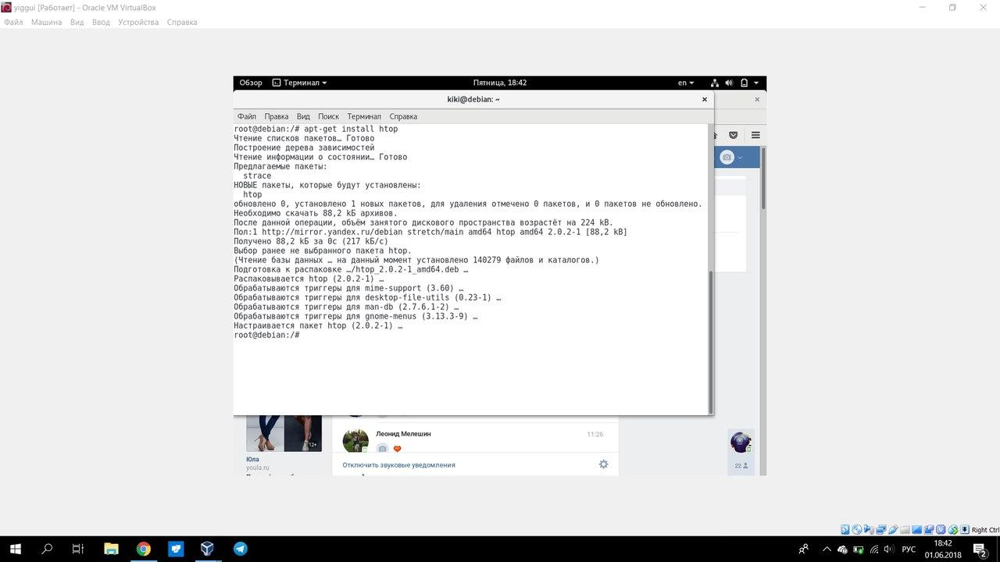 yiggui [Работает] - Oracle VM VirtualBox
Файл Машина Вид Ввод Устройства Справка
Обзор Терминал Пятница, 18:42 en
kiki@debian: ~
Файл Правка Вид Поиск Терминал Справка
root@debian:/# apt-get install htop
Чтение списков пакетов… Готово
Построение дерева зависимостей
Чтение информации о состоянии… Готово
Предлагаемые пакеты:
strace
НОВЫЕ пакеты, которые будут установлены:
htop
обновлено 0, установлено 1 новых пакетов, для удаления отмечено 0 пакетов, и 0 пакетов не обновлено.
Необходимо скачать 88,2 kБ архивов.
После данной операции, объём занятого дискового пространства возрастёт на 224 kB.
Пол:1 http://mirror.yandex.ru/debian stretch/main amd64 htop amd64 2.0.2-1 [88,2 kB]
Получено 88,2 kБ за 0с (217 kБ/c)
Выбор ранее не выбранного пакета htop.
(Чтение базы данных … на данный момент установлено 140279 файлов и каталогов.)
Подготовка к распаковке …/htop_2.0.2-1_amd64.deb …
Распаковывается htop (2.0.2-1) …
Обрабатываются триггеры для mime-support (3.60) …
Обрабатываются триггеры для desktop-file-utils (0.23-1) …
Обрабатываются триггеры для man-db (2.7.6.1-2) …
Обрабатываются триггеры для gnome-menus (3.13.3-9) …
Настраивается пакет htop (2.0.2-1) …
root@debian:/#
12+
Леонид Мелешин 11:26
Юла
youla.ru
Отключить звуковые уведомления
22
Right Ctrl
РУС
18:42
01.06.2018
2